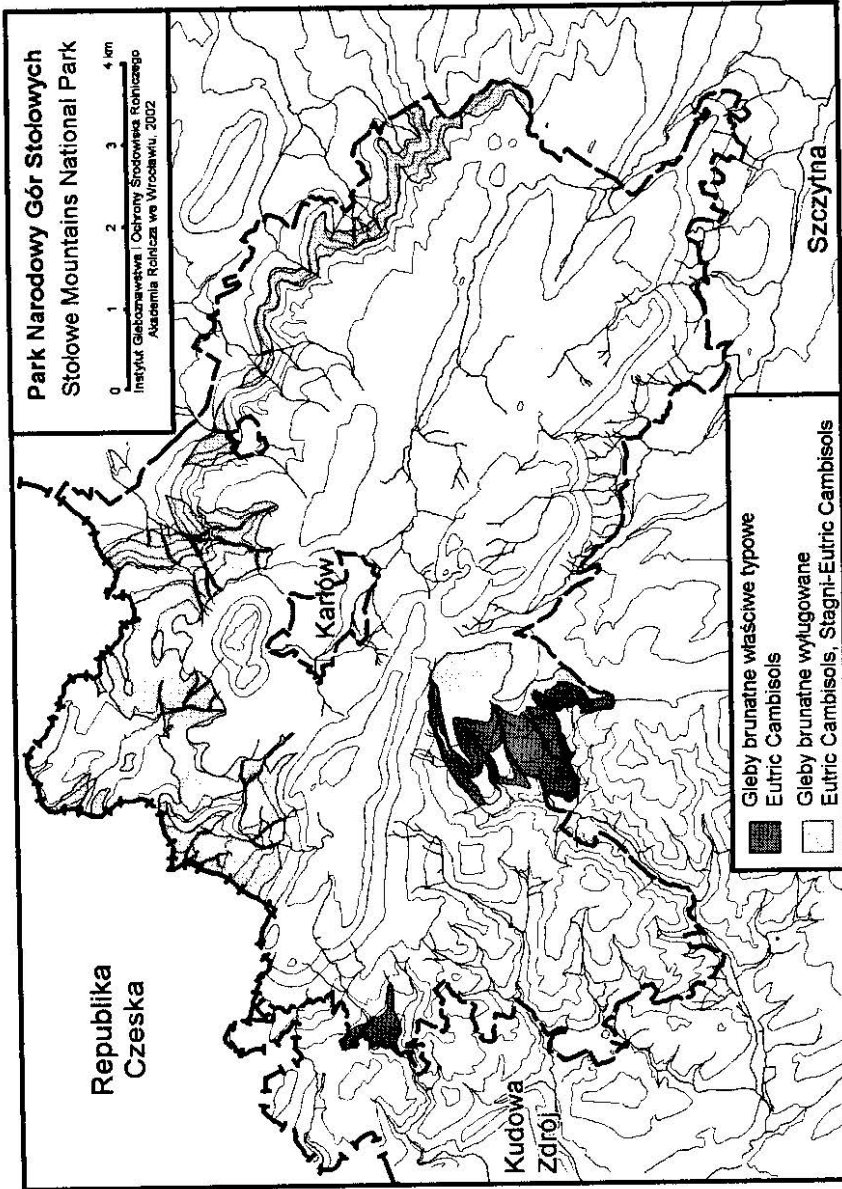 Park Narodowy Gór Stołowych
Stołowe Mountains National Park
0 1 2 3 4 km
Instytut Gleboznawstwa i Ochrony Środowiska Rolniczego
Akademia Rolnicza we Wrocławiu, 2002
Republika
Czeska
Karłów
Kudowa
Zdrój
Szczytna
Gleby brunatne właściwe typowe
Eutric Cambisols
Gleby brunatne wyługowane
Eutric Cambisols, Stagni-Eutric Cambisols